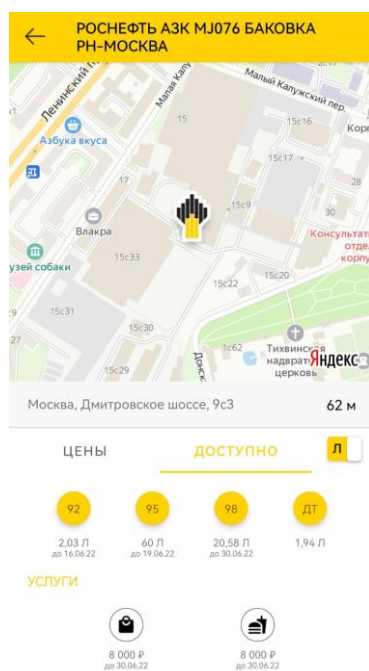 РОСНЕФТЬ АЗК MJ076 БАКОВКА
РН-МОСКВА
Малый Калужский пер.
Ленинский
Малая Калу
15
15с16
Кор
Азбука вкуса
15с17
17
28
15с9
30
Влакра
Консультат
отде
корпу
узей собаки
15с33
15с20
15с22
15с31
15с30
27
Донск
1с62
Тихвинская
надврат
церковь
Яндекс
15с29
Москва, Дмитровское шоссе, 9с3
62 м
ЦЕНЫ
ДОСТУПНО
Л
92
95
98
ДТ
2,03 Л
60 Л
20,58 Л
1,94 Л
до 16.06.22
до 19.06.22
до 30.06.22
УСЛУГИ
8 000 ₽
8 000 ₽
до 30.06.22
до 30.06.22